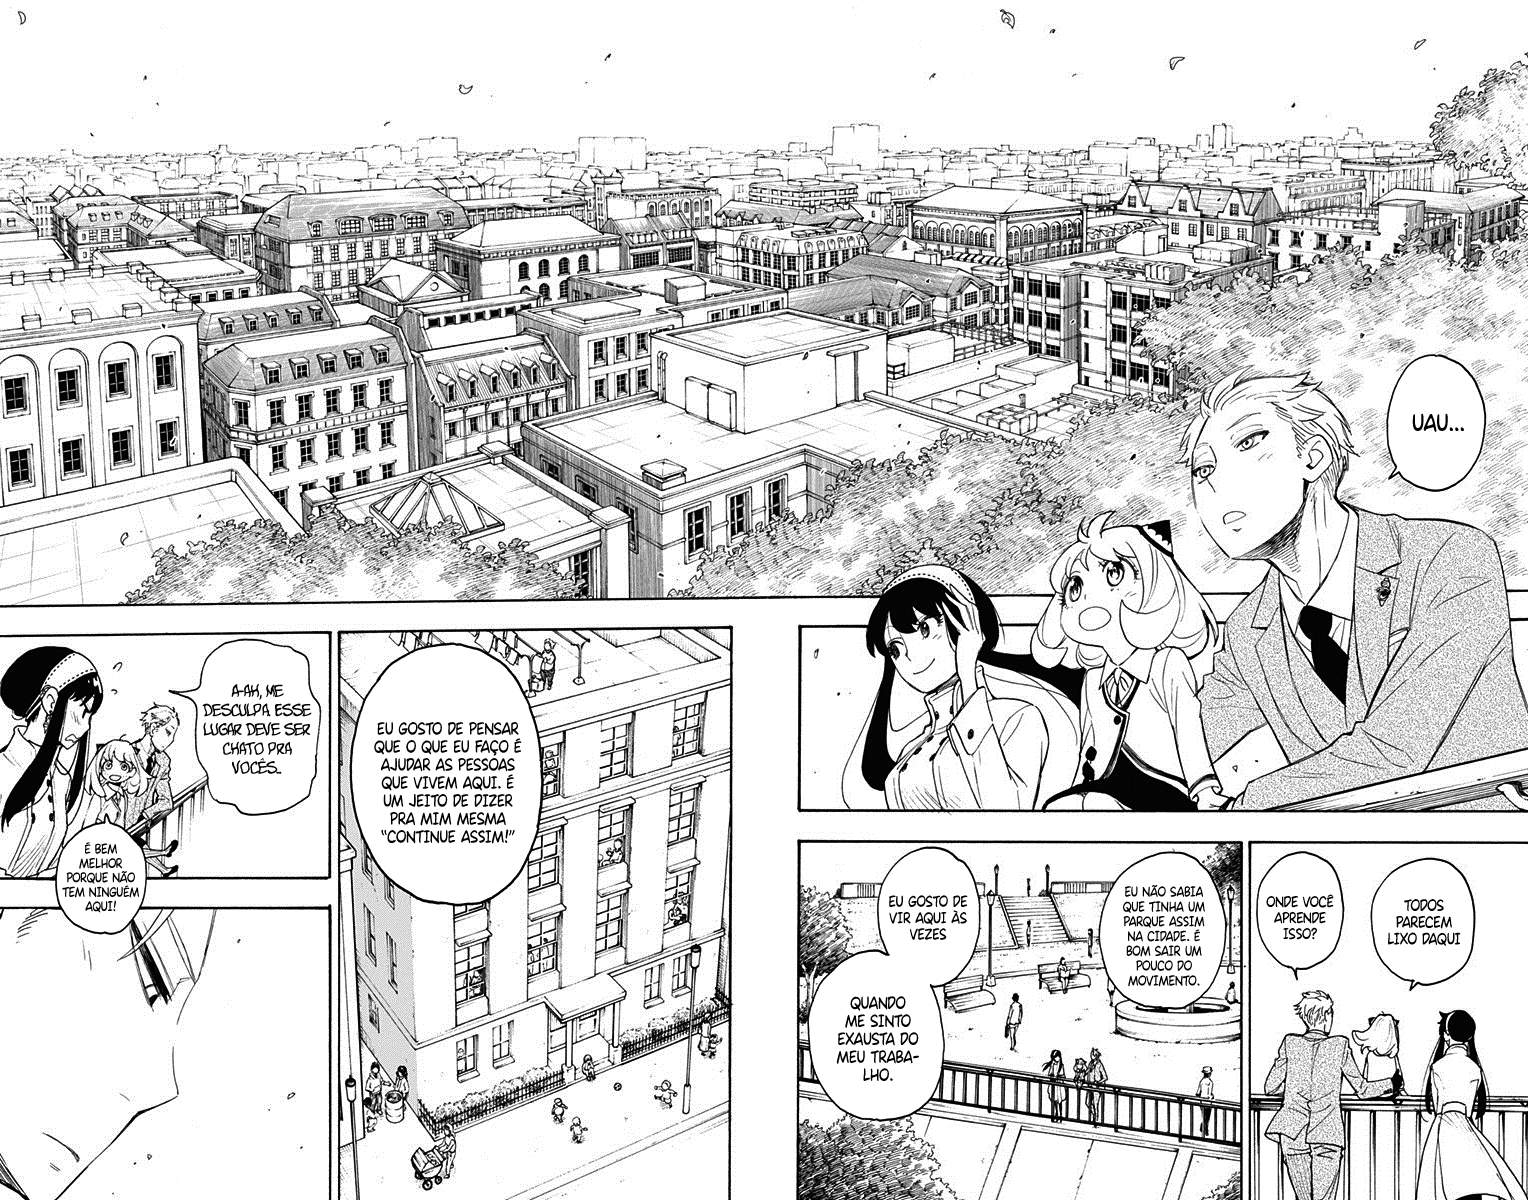 UAU...
TODOS
PARECEM
LIXO DAQUI
ONDE VOCÊ
APRENDE
ISSO?
EU NÃO SABIA
QUE TINHA UM
PARQUE ASSIM
NA CIDADE. É
BOM SAIR UM
POUCO DO
MOVIMENTO.
EU GOSTO DE
VIR AQUI ÀS
VEZES
QUANDO
ME SINTO
EXAUSTA DO
MEU TRABA-
LHO.
EU GOSTO DE PENSAR
QUE O QUE EU FAÇO É
AJUDAR AS PESSOAS
QUE VIVEM AQUI. É
UM JEITO DE DIZER
PRA MIM MESMA
“CONTINUE ASSIM!”
A-AH, ME
DESCULPA ESSE
LUGAR DEVE SER
CHATO PRA
VOCÊS..
É BEM
MELHOR
PORQUE NÃO
TEM NINGUÉM
AQUI!